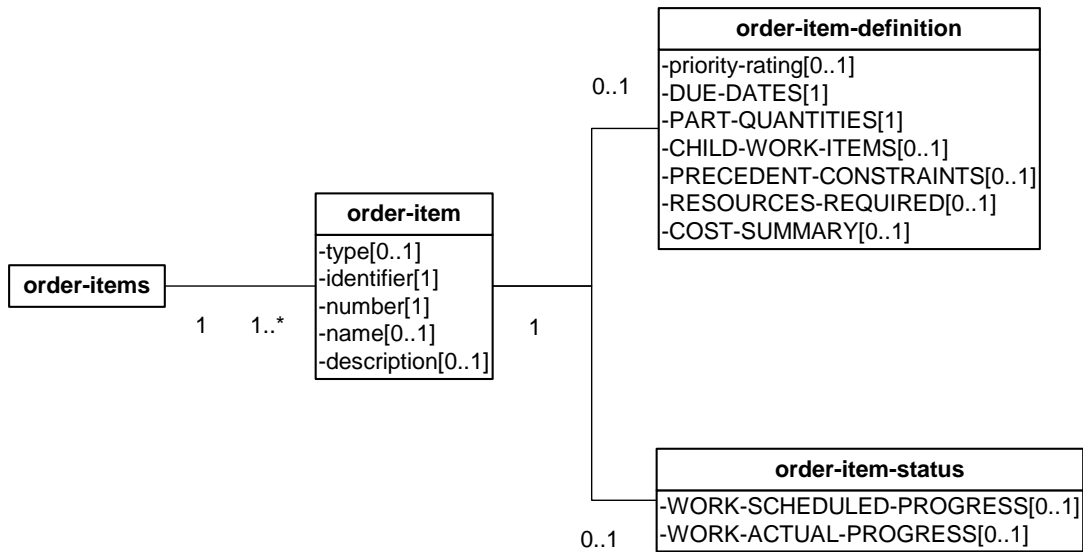 order-items
1
1..*
order-item
-type[0..1]
-identifier[1]
-number[1]
-name[0..1]
-description[0..1]
1
0..1
order-item-definition
-priority-rating[0..1]
-DUE-DATES[1]
-PART-QUANTITIES[1]
-CHILD-WORK-ITEMS[0..1]
-PRECEDENT-CONSTRAINTS[0..1]
-RESOURCES-REQUIRED[0..1]
-COST-SUMMARY[0..1]
0..1
order-item-status
-WORK-SCHEDULED-PROGRESS[0..1]
-WORK-ACTUAL-PROGRESS[0..1]